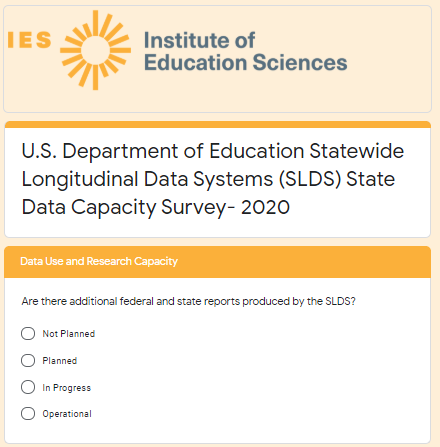 IES
Institute of
Education Sciences
U.S. Department of Education Statewide
Longitudinal Data Systems (SLDS) State
Data Capacity Survey- 2020
Data Use and Research Capacity
Are there additional federal and state reports produced by the SLDS?
Not Planned
Planned
In Progress
Operational